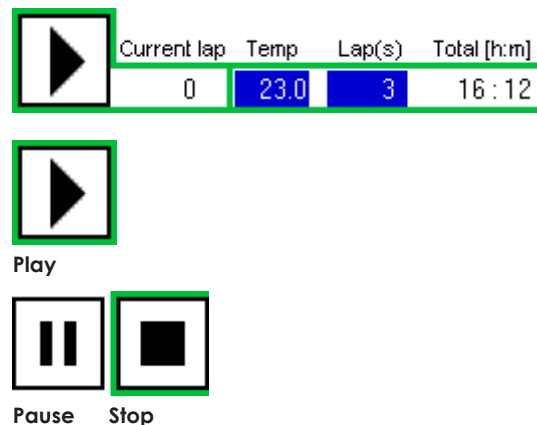 Current lap Temp Lap(s) Total [h:m]
0 23.0 3 16 : 12
Play
Pause Stop